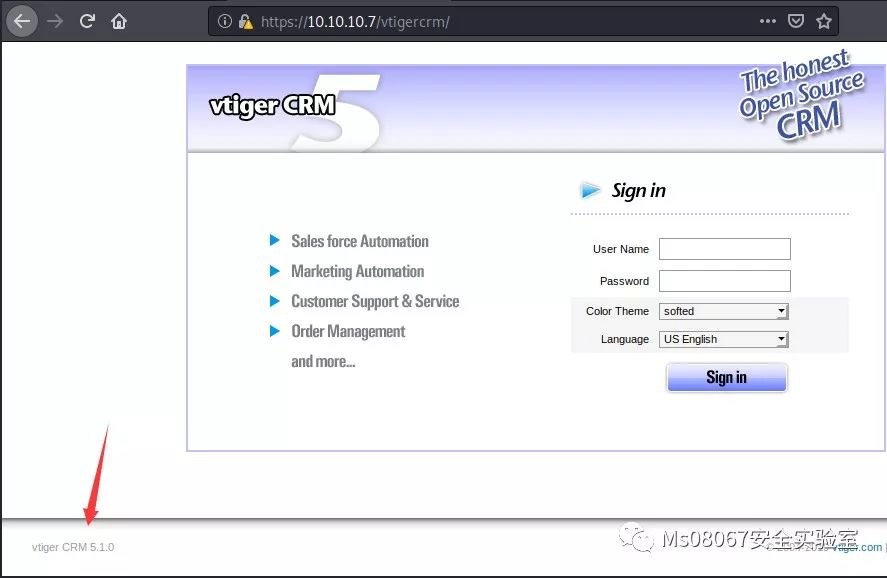 https://10.10.10.7/vtigercrm/
vtiger CRM 5
The honest
Open Source
CRM
Sign in
User Name
Password
Color Theme softed
Language US English
Sign in
Sales force Automation
Marketing Automation
Customer Support & Service
Order Management
and more...
vtiger CRM 5.1.0
Ms08067安全实验室
vtiger.com